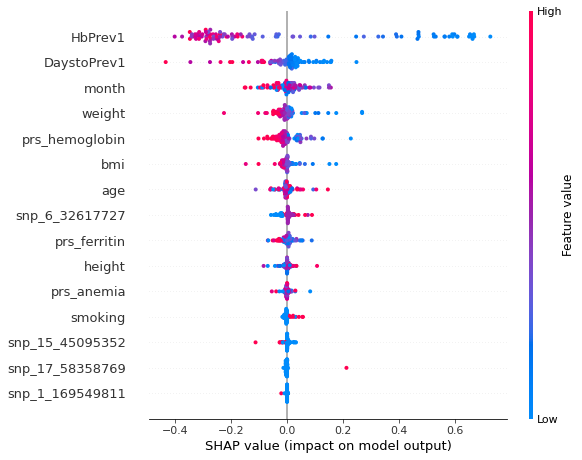 High
HbPrev1
DaystoPrev1
month
weight
prs_hemoglobin
bmi
age
snp_6_32617727
prs_ferritin
height
prs_anemia
smoking
snp_15_45095352
snp_17_58358769
snp_1_169549811
Feature value
Low
−0.4 −0.2 0.0 0.2 0.4 0.6
SHAP value (impact on model output)